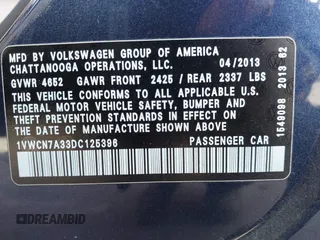 MFD. BY VOLKSWAGEN GROUP OF AMERICA
CHATTANOOGA OPERATIONS, LLC. 04/2013
GVWR 4652 GAWR FRONT 2425 / REAR 2337 LBS
THIS VEHICLE CONFORMS TO ALL APPLICABLE U.S.
FEDERAL MOTOR VEHICLE SAFETY, BUMPER AND
THEFT PREVENTION STANDARDS IN EFFECT ON THE
DATE OF MANUFACTURE SHOWN ABOVE.
1VWCN7A33DC125396 PASSENGER CAR
1549098 2013 62
DREAMBID